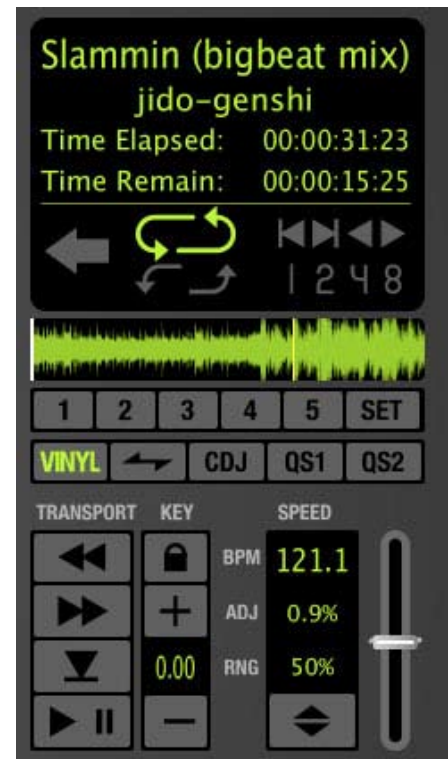 Slammin (bigbeat mix)
jido-genshi
Time Elapsed: 00:00:31:23
Time Remain: 00:00:15:25
1 2 4 8
1 2 3 4 5 SET
VINYL CDJ QS1 QS2
TRANSPORT KEY SPEED
BPM 121.1
ADJ 0.9%
0.00 RNG 50%